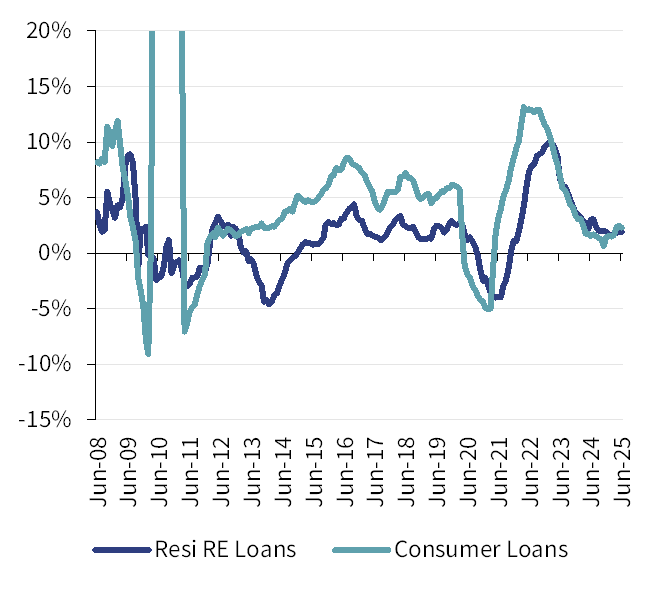 20%
15%
10%
5%
0%
-5%
-10%
-15%
Jun-08
Jun-09
Jun-10
Jun-11
Jun-12
Jun-13
Jun-14
Jun-15
Jun-16
Jun-17
Jun-18
Jun-19
Jun-20
Jun-21
Jun-22
Jun-23
Jun-24
Jun-25
Resi RE Loans
Consumer Loans